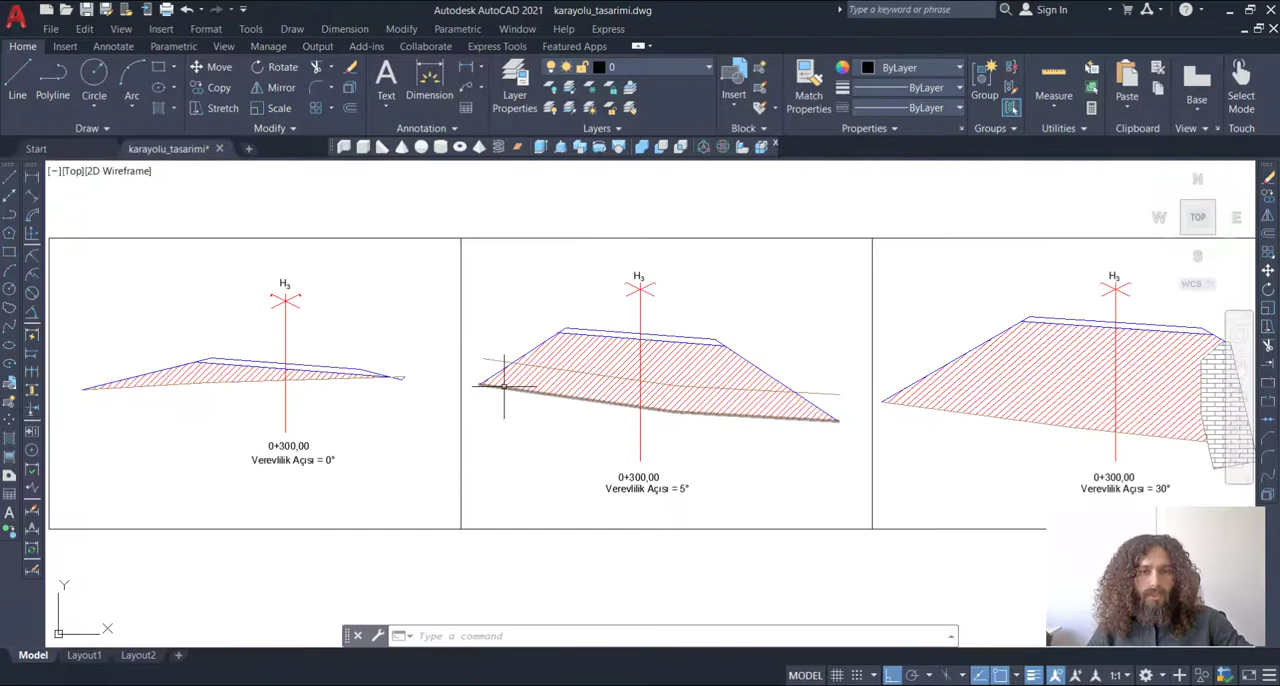 Autodesk AutoCAD 2021 karayolu_tasarimi.dwg
Type a keyword or phrase
Sign In
File Edit View Insert Format Tools Draw Dimension Modify Parametric Window Help Express
Home Insert Annotate Parametric View Manage Output Add-ins Collaborate Express Tools Featured Apps
Line
Polyline
Circle
Arc
Draw
Move
Copy
Stretch
Rotate
Mirror
Scale
Modify
Text
Dimension
Annotation
Layer
Properties
0
Layers
Insert
Block
Match
Properties
ByLayer
ByLayer
ByLayer
Properties
Group
Groups
Measure
Utilities
Paste
Clipboard
Base
View
Select
Mode
Touch
Start
karayolu_tasarimi*
[−][Top][2D Wireframe]
N
W TOP E
S
WCS
H3
0+300,00
Verevlilik Açısı = 0°
H3
0+300,00
Verevlilik Açısı = 5°
H3
0+300,00
Verevlilik Açısı = 30°
Y
X
Type a command
Model Layout1 Layout2
MODEL
1:1